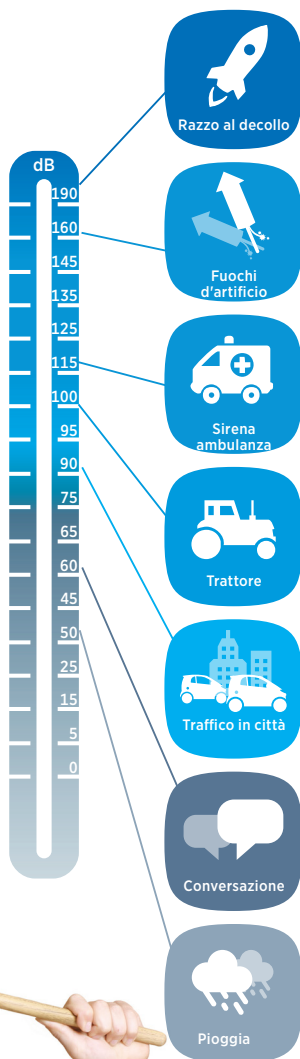 dB
190
160
145
135
125
115
100
95
90
75
65
60
45
50
25
15
5
0
Razzo al decollo
Fuochi
d'artificio
Sirena
ambulanza
Trattore
Traffico in città
Conversazione
Pioggia